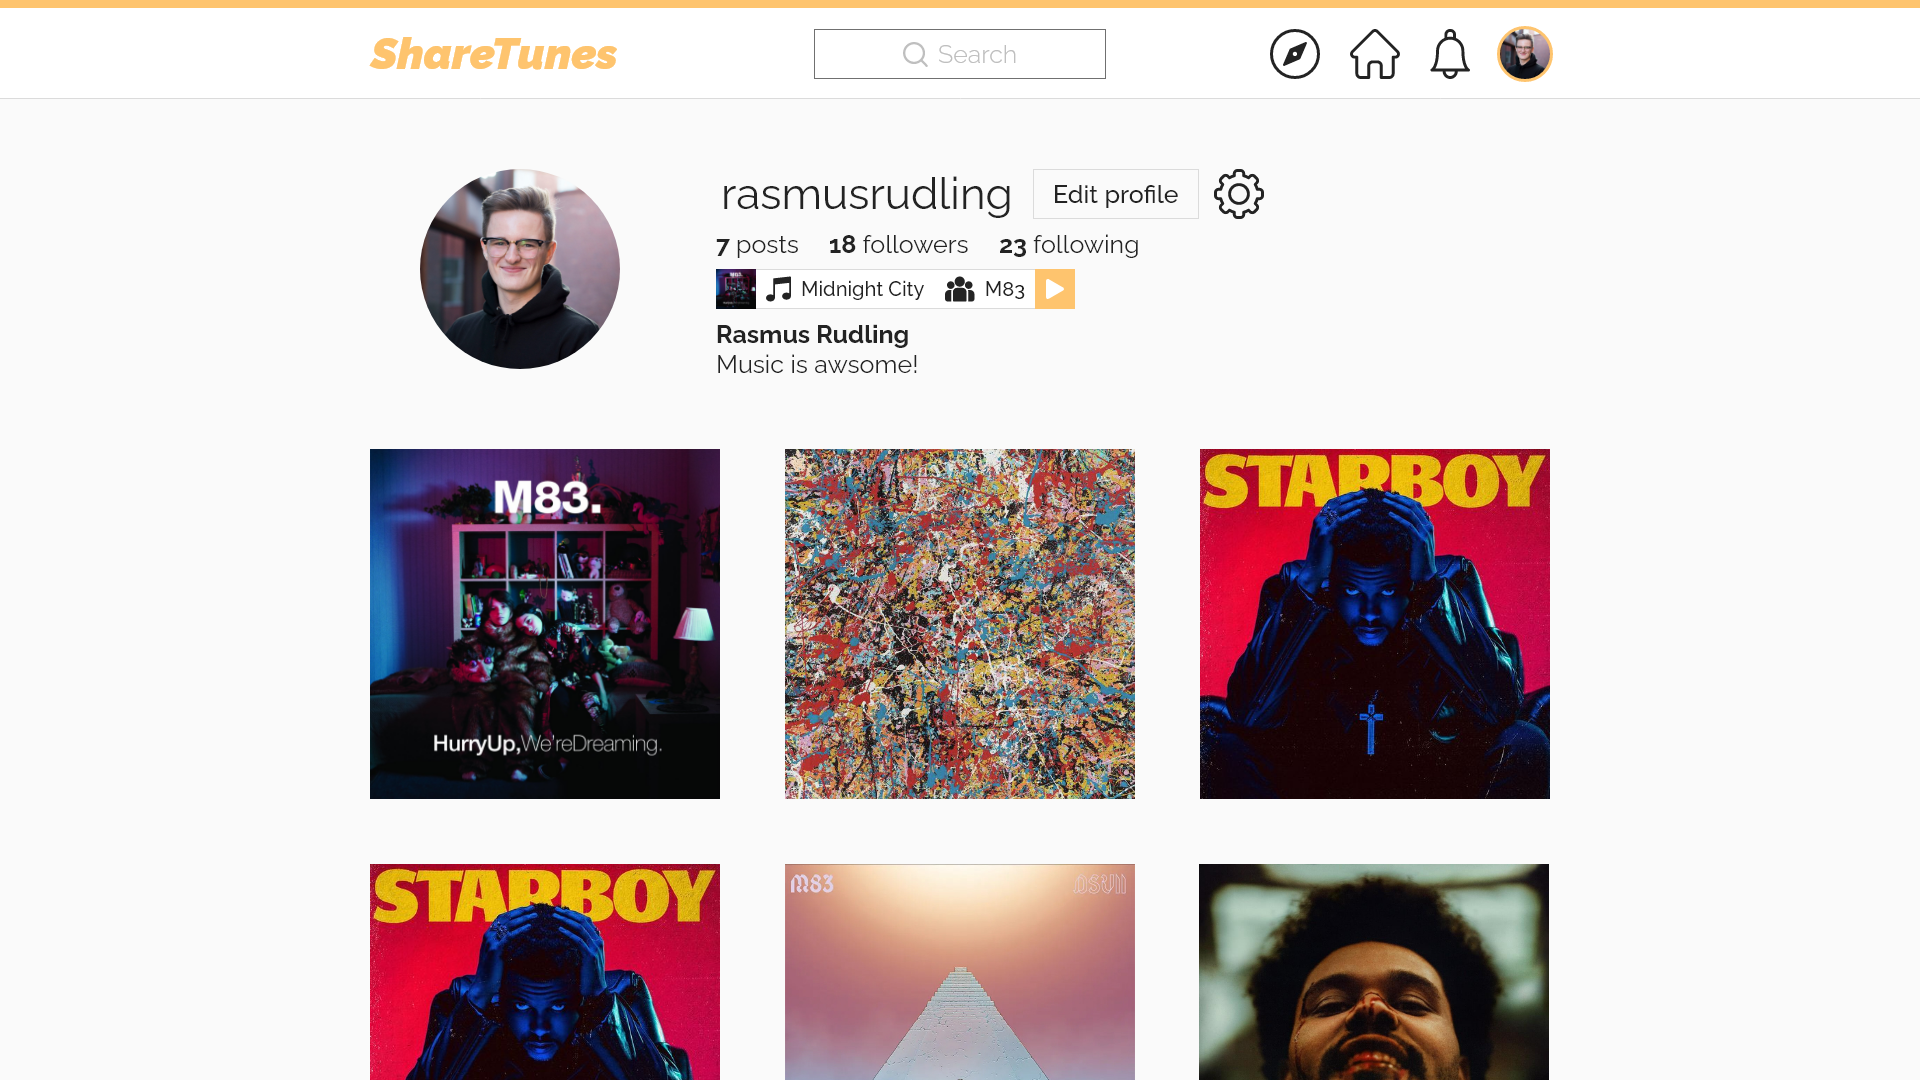 ShareTunes
Search
rasmusrudling
Edit profile
7 posts 18 followers 23 following
M83.
Midnight City
M83
Rasmus Rudling
Music is awsome!
M83.
HurryUp,We'reDreaming.
STARBOY
STARBOY
M83
DSVII